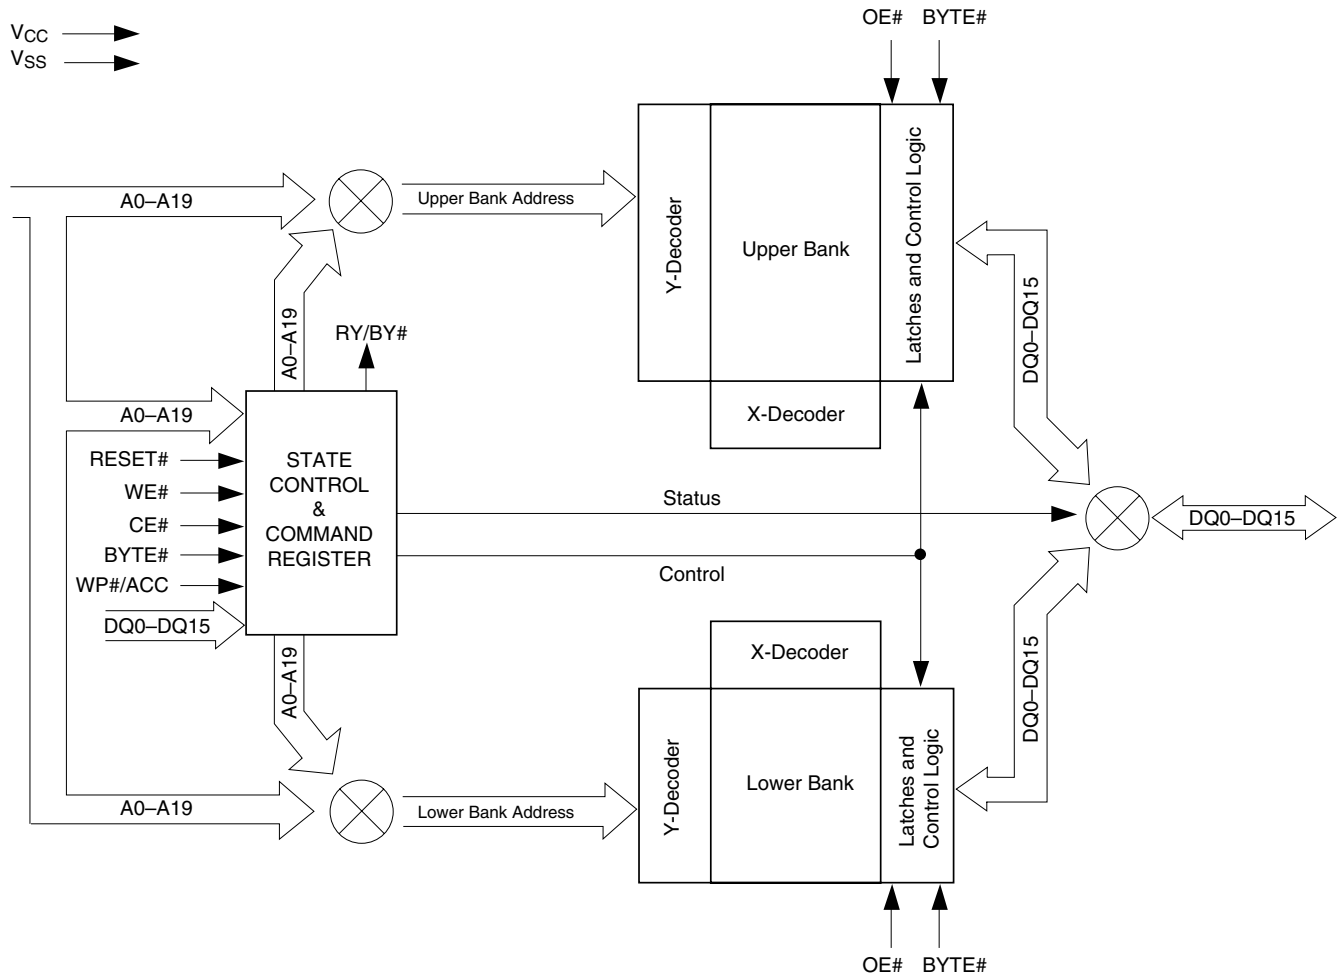 OE# BYTE#
VCC
VSS
A0–A19
Upper Bank Address
Y-Decoder
Upper Bank
Latches and Control Logic
X-Decoder
DQ0–DQ15
A0–A19
RY/BY#
A0–A19
RESET#
WE#
CE#
BYTE#
WP#/ACC
DQ0–DQ15
STATE
CONTROL
&
COMMAND
REGISTER
Status
Control
DQ0–DQ15
A0–A19
X-Decoder
DQ0–DQ15
Y-Decoder
Lower Bank
Latches and
Control Logic
A0–A19
Lower Bank Address
OE# BYTE#